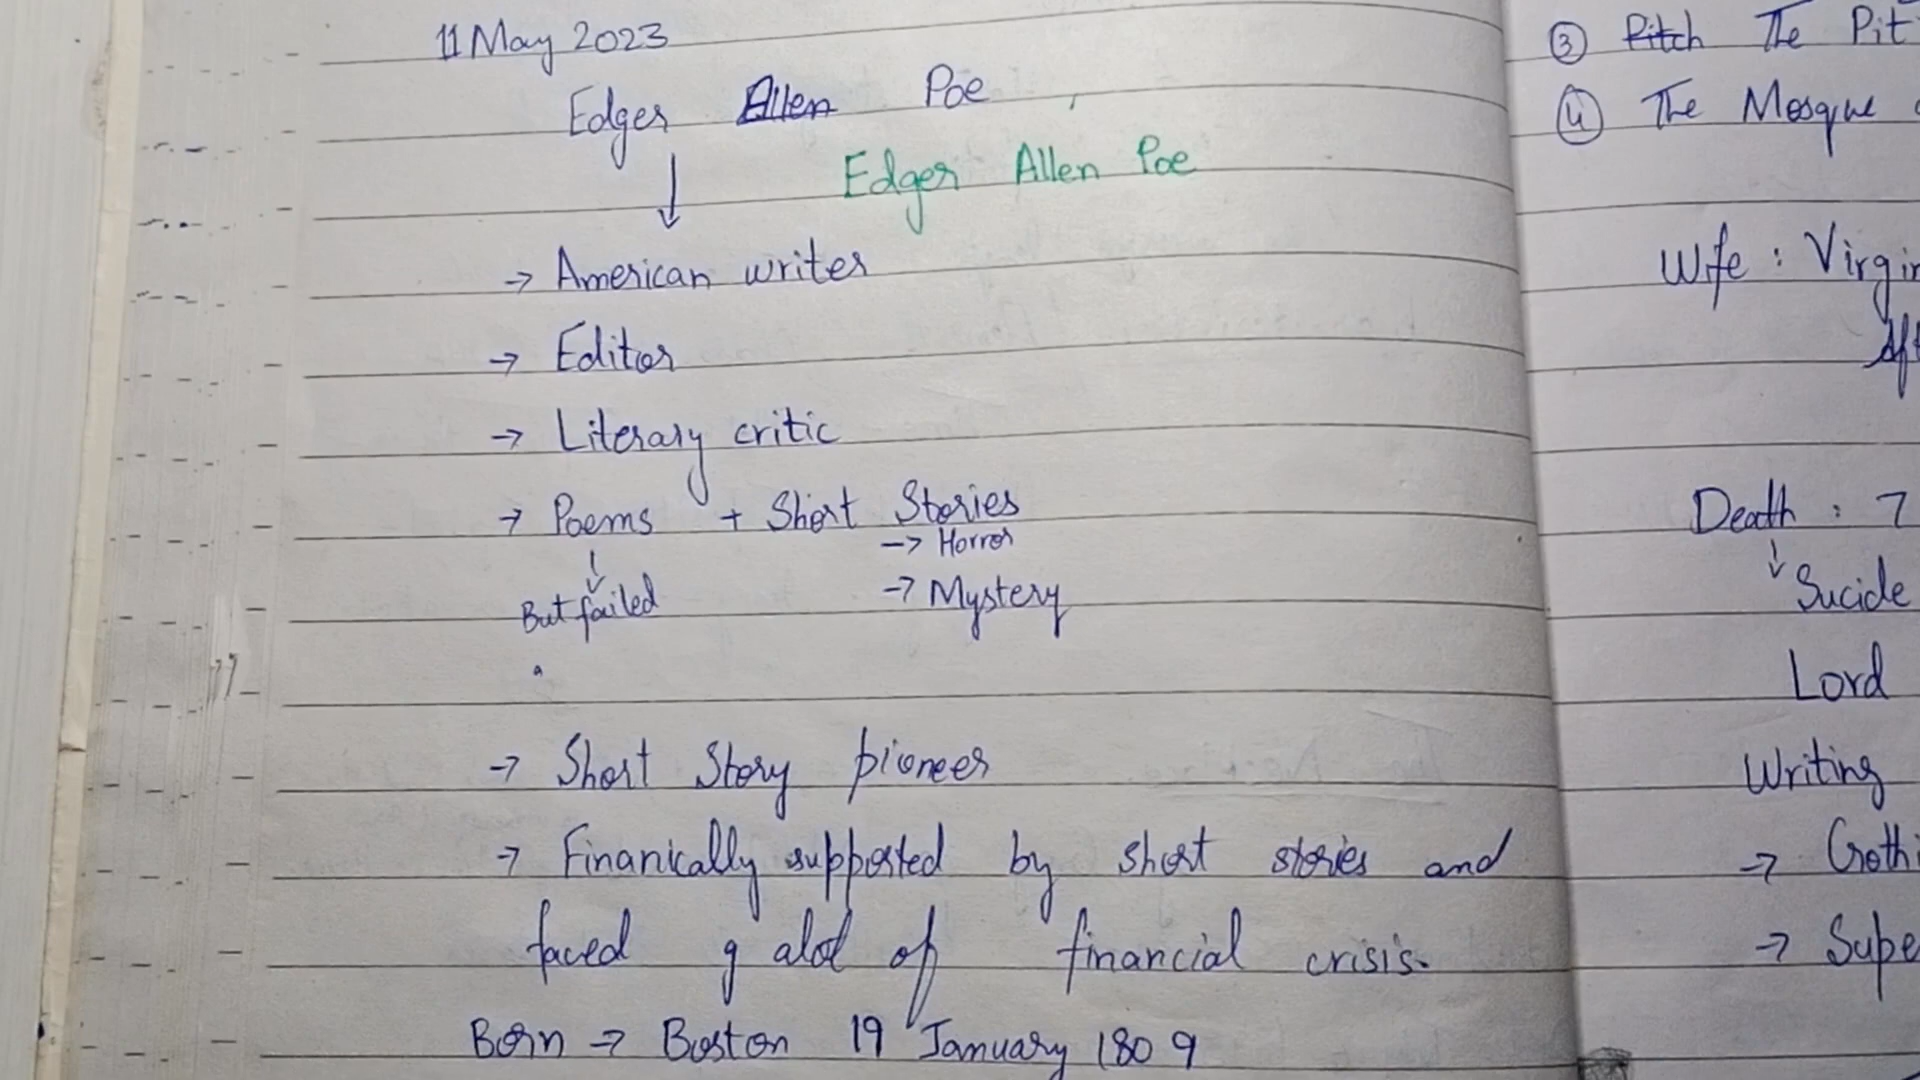 11 May 2023
Edger Allen Poe
Edger Allen Poe
→ American writer
→ Editor
→ Literary critic
→ Poems + Short Stories
→ Horror
But failed → Mystery
→ Short Story pioneer
→ Finanically supported by short stories and
faced g alot of financial crisis.
Born → Boston 19 January 1809
③ Pitch The Pit
④ The Mosque
Wife : Virgin
Death : 7
Sucide
Lord
Writing
→ Gothi
→ Supe